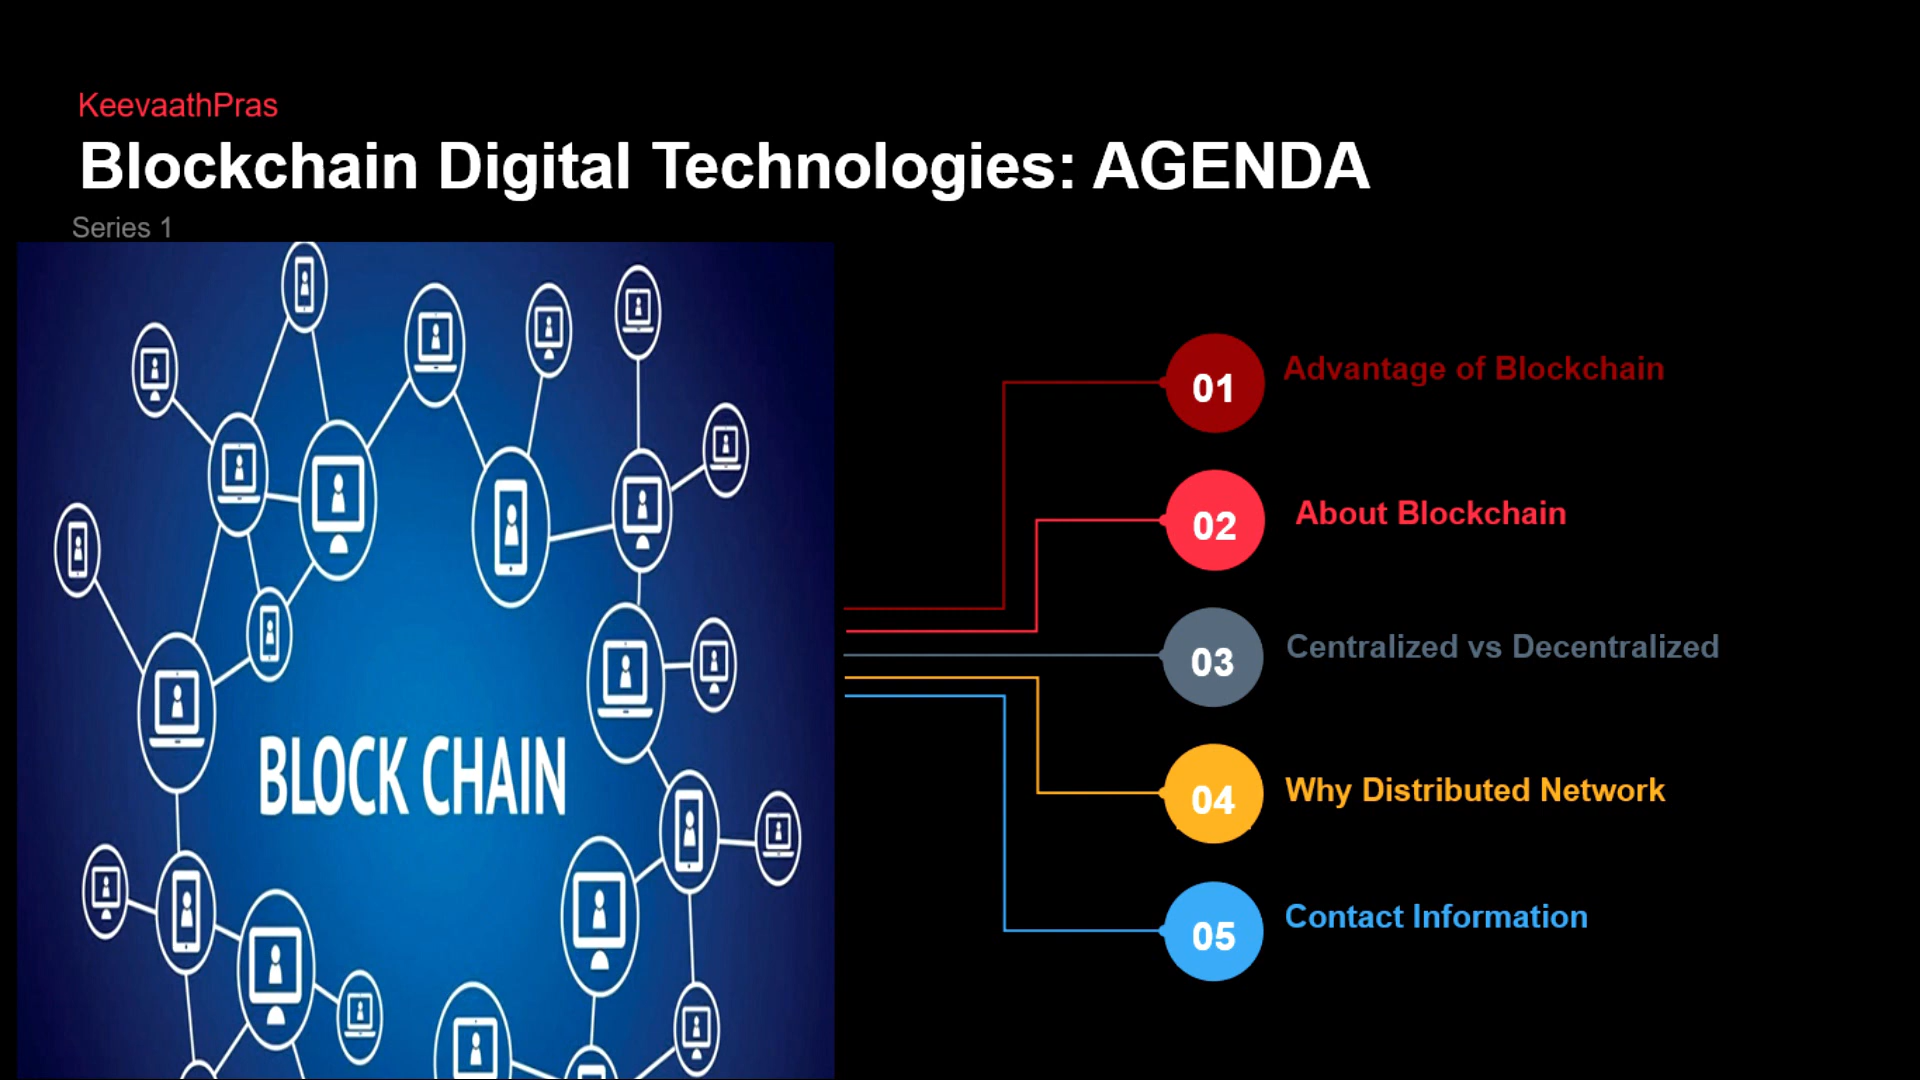 KeevaathPras
Blockchain Digital Technologies: AGENDA
Series 1
BLOCK CHAIN
01 Advantage of Blockchain
02 About Blockchain
03 Centralized vs Decentralized
04 Why Distributed Network
05 Contact Information